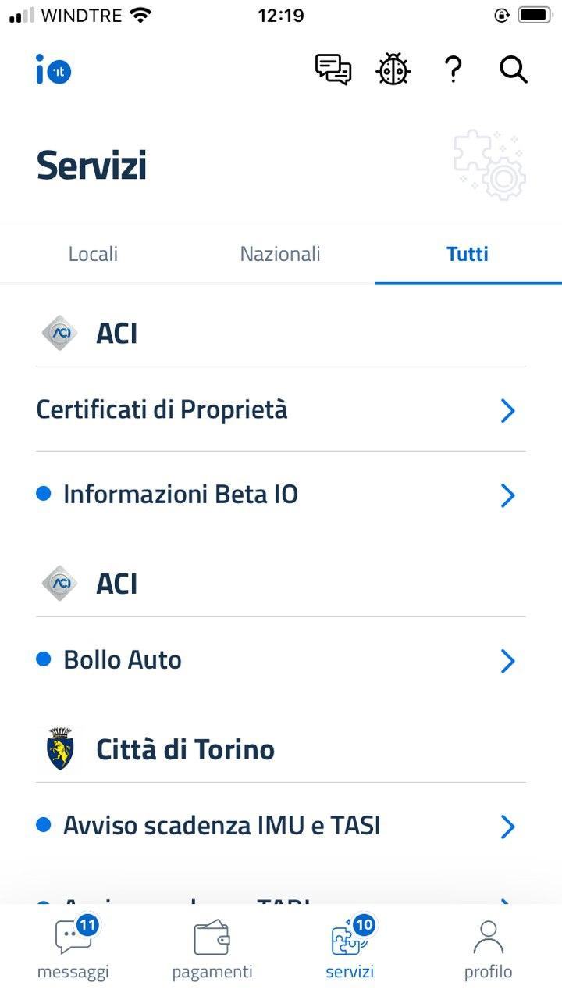 WINDTRE
12:19
io it
?
Servizi
Locali
Nazionali
Tutti
ACI ACI
Certificati di Proprietà
Informazioni Beta IO
ACI ACI
Bollo Auto
Città di Torino
Avviso scadenza IMU e TASI
11
10
messaggi
pagamenti
servizi
profilo